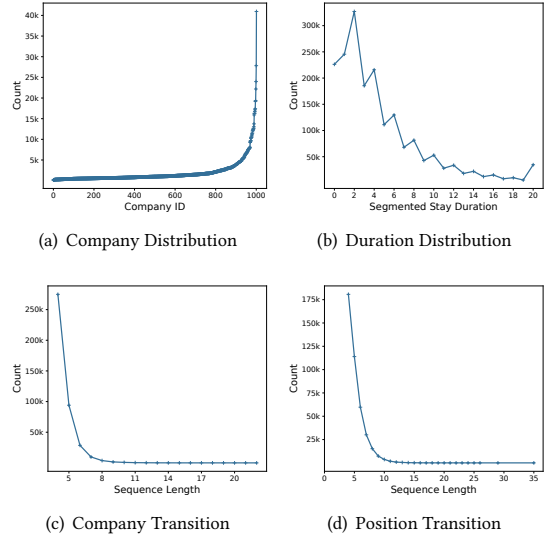 40k
35k
30k
25k
20k
15k
10k
5k
Count
0 200 400 600 800 1000
Company ID
(a) Company Distribution
300k
250k
200k
150k
100k
50k
Count
0 2 4 6 8 10 12 14 16 18 20
Segmented Stay Duration
(b) Duration Distribution
250k
200k
150k
100k
50k
Count
5 8 11 14 17 20
Sequence Length
(c) Company Transition
175k
150k
125k
100k
75k
50k
25k
Count
0 5 10 15 20 25 30 35
Sequence Length
(d) Position Transition